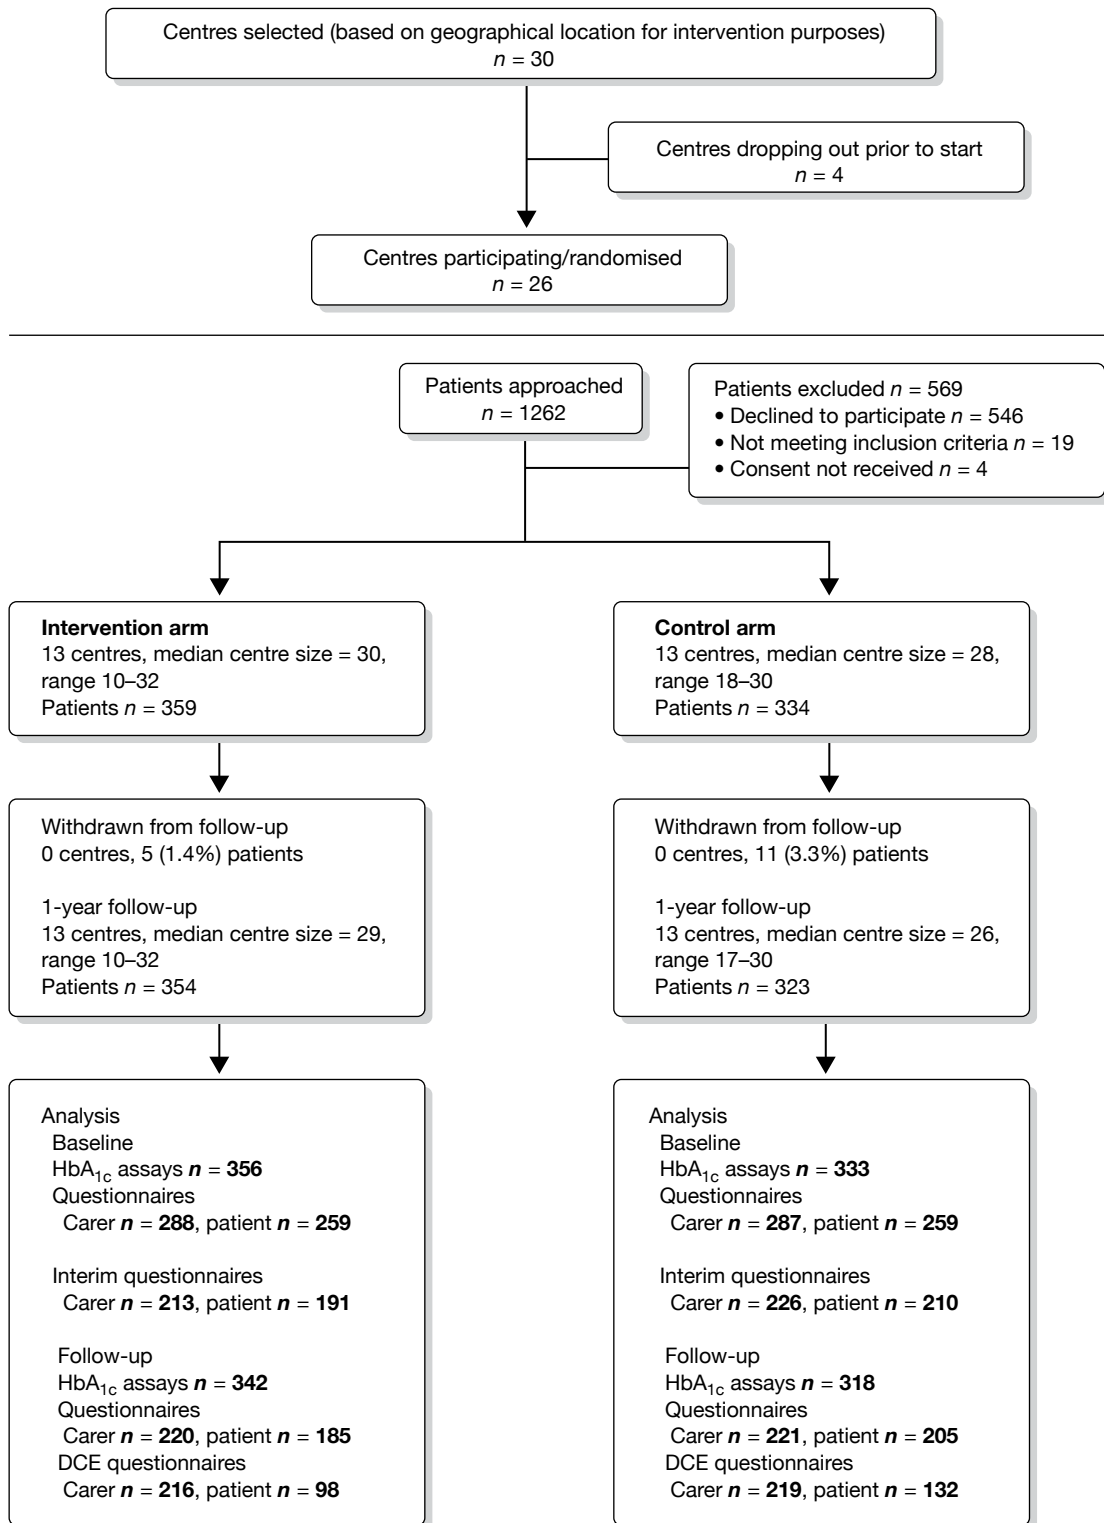 Centres selected (based on geographical location for intervention purposes)
n = 30
Centres dropping out prior to start
n = 4
Centres participating/randomised
n = 26
Patients approached
n = 1262
Patients excluded n = 569
• Declined to participate n = 546
• Not meeting inclusion criteria n = 19
• Consent not received n = 4
Intervention arm
13 centres, median centre size = 30,
range 10–32
Patients n = 359
Control arm
13 centres, median centre size = 28,
range 18–30
Patients n = 334
Withdrawn from follow-up
0 centres, 5 (1.4%) patients
1-year follow-up
13 centres, median centre size = 29,
range 10–32
Patients n = 354
Withdrawn from follow-up
0 centres, 11 (3.3%) patients
1-year follow-up
13 centres, median centre size = 26,
range 17–30
Patients n = 323
Analysis
Baseline
HbA1c assays n = 356
Questionnaires
Carer n = 288, patient n = 259
Interim questionnaires
Carer n = 213, patient n = 191
Follow-up
HbA1c assays n = 342
Questionnaires
Carer n = 220, patient n = 185
DCE questionnaires
Carer n = 216, patient n = 98
Analysis
Baseline
HbA1c assays n = 333
Questionnaires
Carer n = 287, patient n = 259
Interim questionnaires
Carer n = 226, patient n = 210
Follow-up
HbA1c assays n = 318
Questionnaires
Carer n = 221, patient n = 205
DCE questionnaires
Carer n = 219, patient n = 132